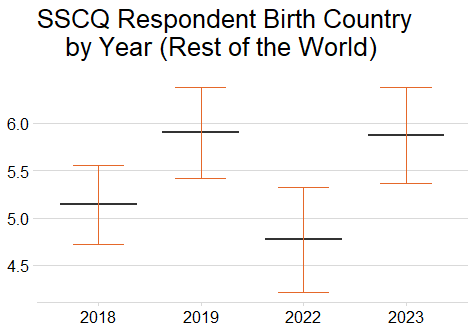 SSCQ Respondent Birth Country
by Year (Rest of the World)
6.0
5.5
5.0
4.5
2018 2019 2022 2023